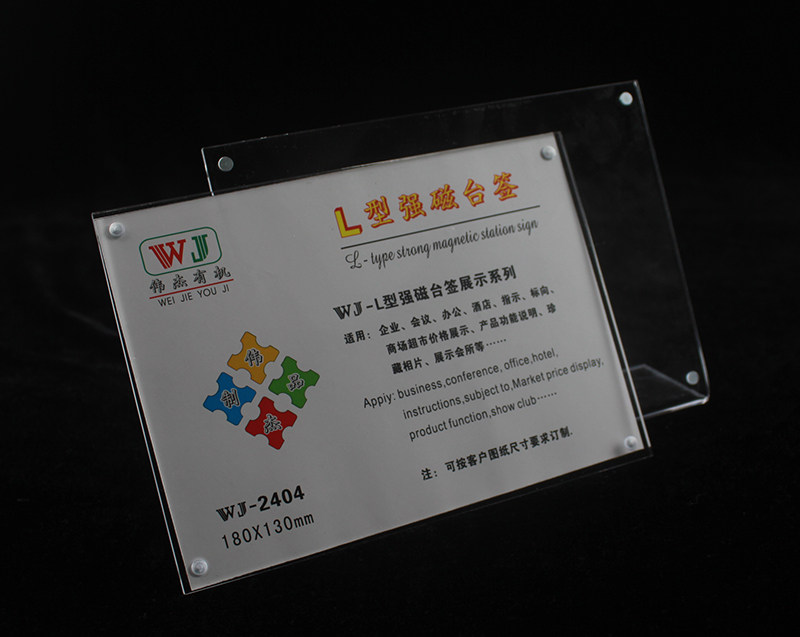 WJ
伟杰有机
WEI JIE YOU JI
L型强磁台签
L-type strong magnetic station sign
WJ-L型强磁台签展示系列
适用：企业、会议、办公、酒店、指示、标向、
商场超市价格展示、产品功能说明、珍
藏相片、展示会所等……
Appiy: business,conference, office,hotel,
instructions,subject to,Market price display,
product function,show club……
注：可按客户图纸尺寸要求订制.
伟
品
制
杰
WJ-2404
180X130mm